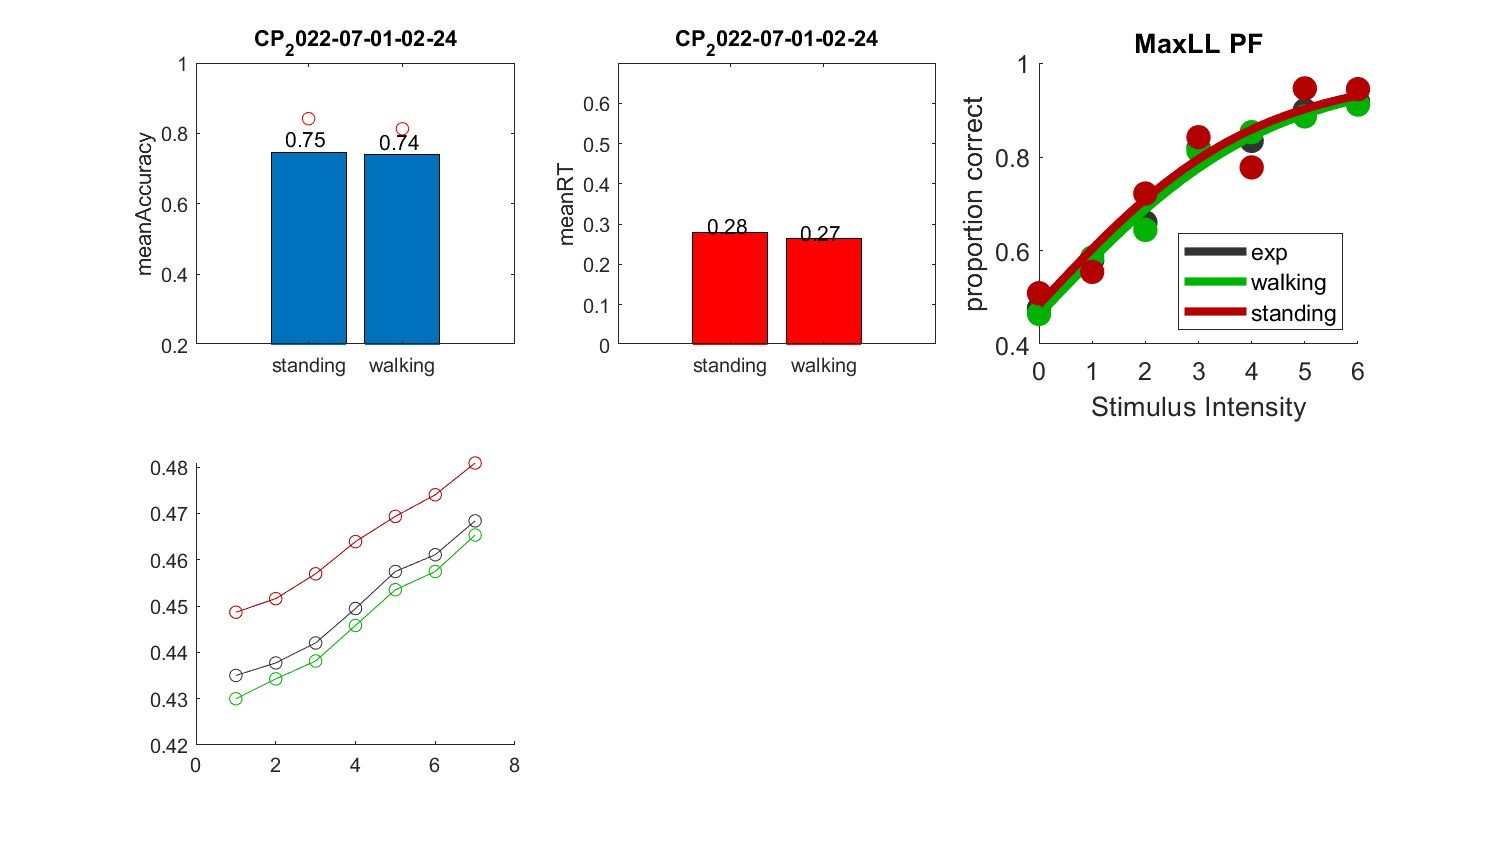 CP2022-07-01-02-24
1
0.8
0.6
0.4
0.2
meanAccuracy
0.75
0.74
standing walking
CP2022-07-01-02-24
0.6
0.5
0.4
0.3
0.2
0.1
0
meanRT
0.28
0.27
standing walking
MaxLL PF
1
0.8
0.6
0.4
proportion correct
exp
walking
standing
0 1 2 3 4 5 6
Stimulus Intensity
0.48
0.47
0.46
0.45
0.44
0.43
0.42
0 2 4 6 8